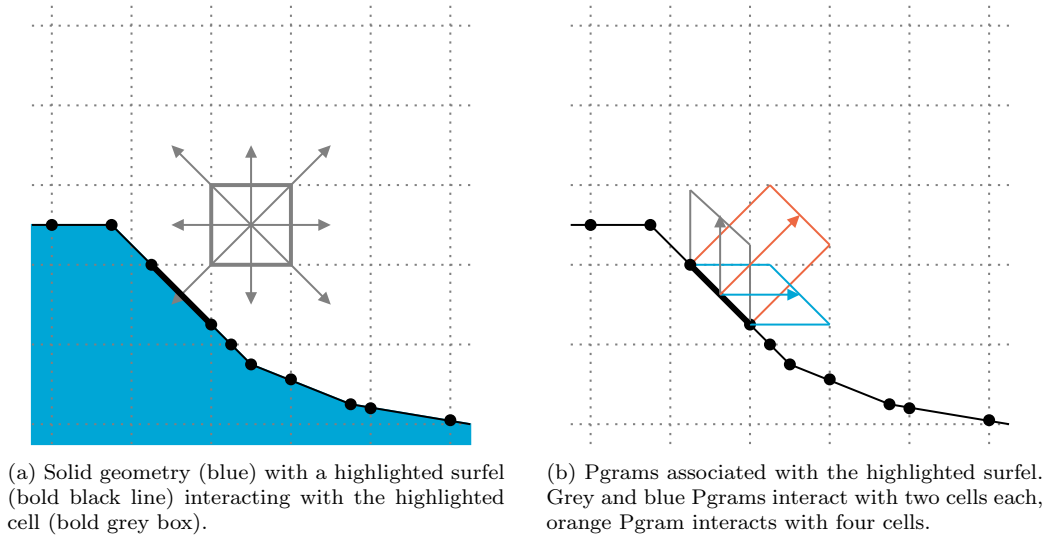 (a) Solid geometry (blue) with a highlighted surfel
(bold black line) interacting with the highlighted
cell (bold grey box).
(b) Pgrams associated with the highlighted surfel.
Grey and blue Pgrams interact with two cells each,
orange Pgram interacts with four cells.